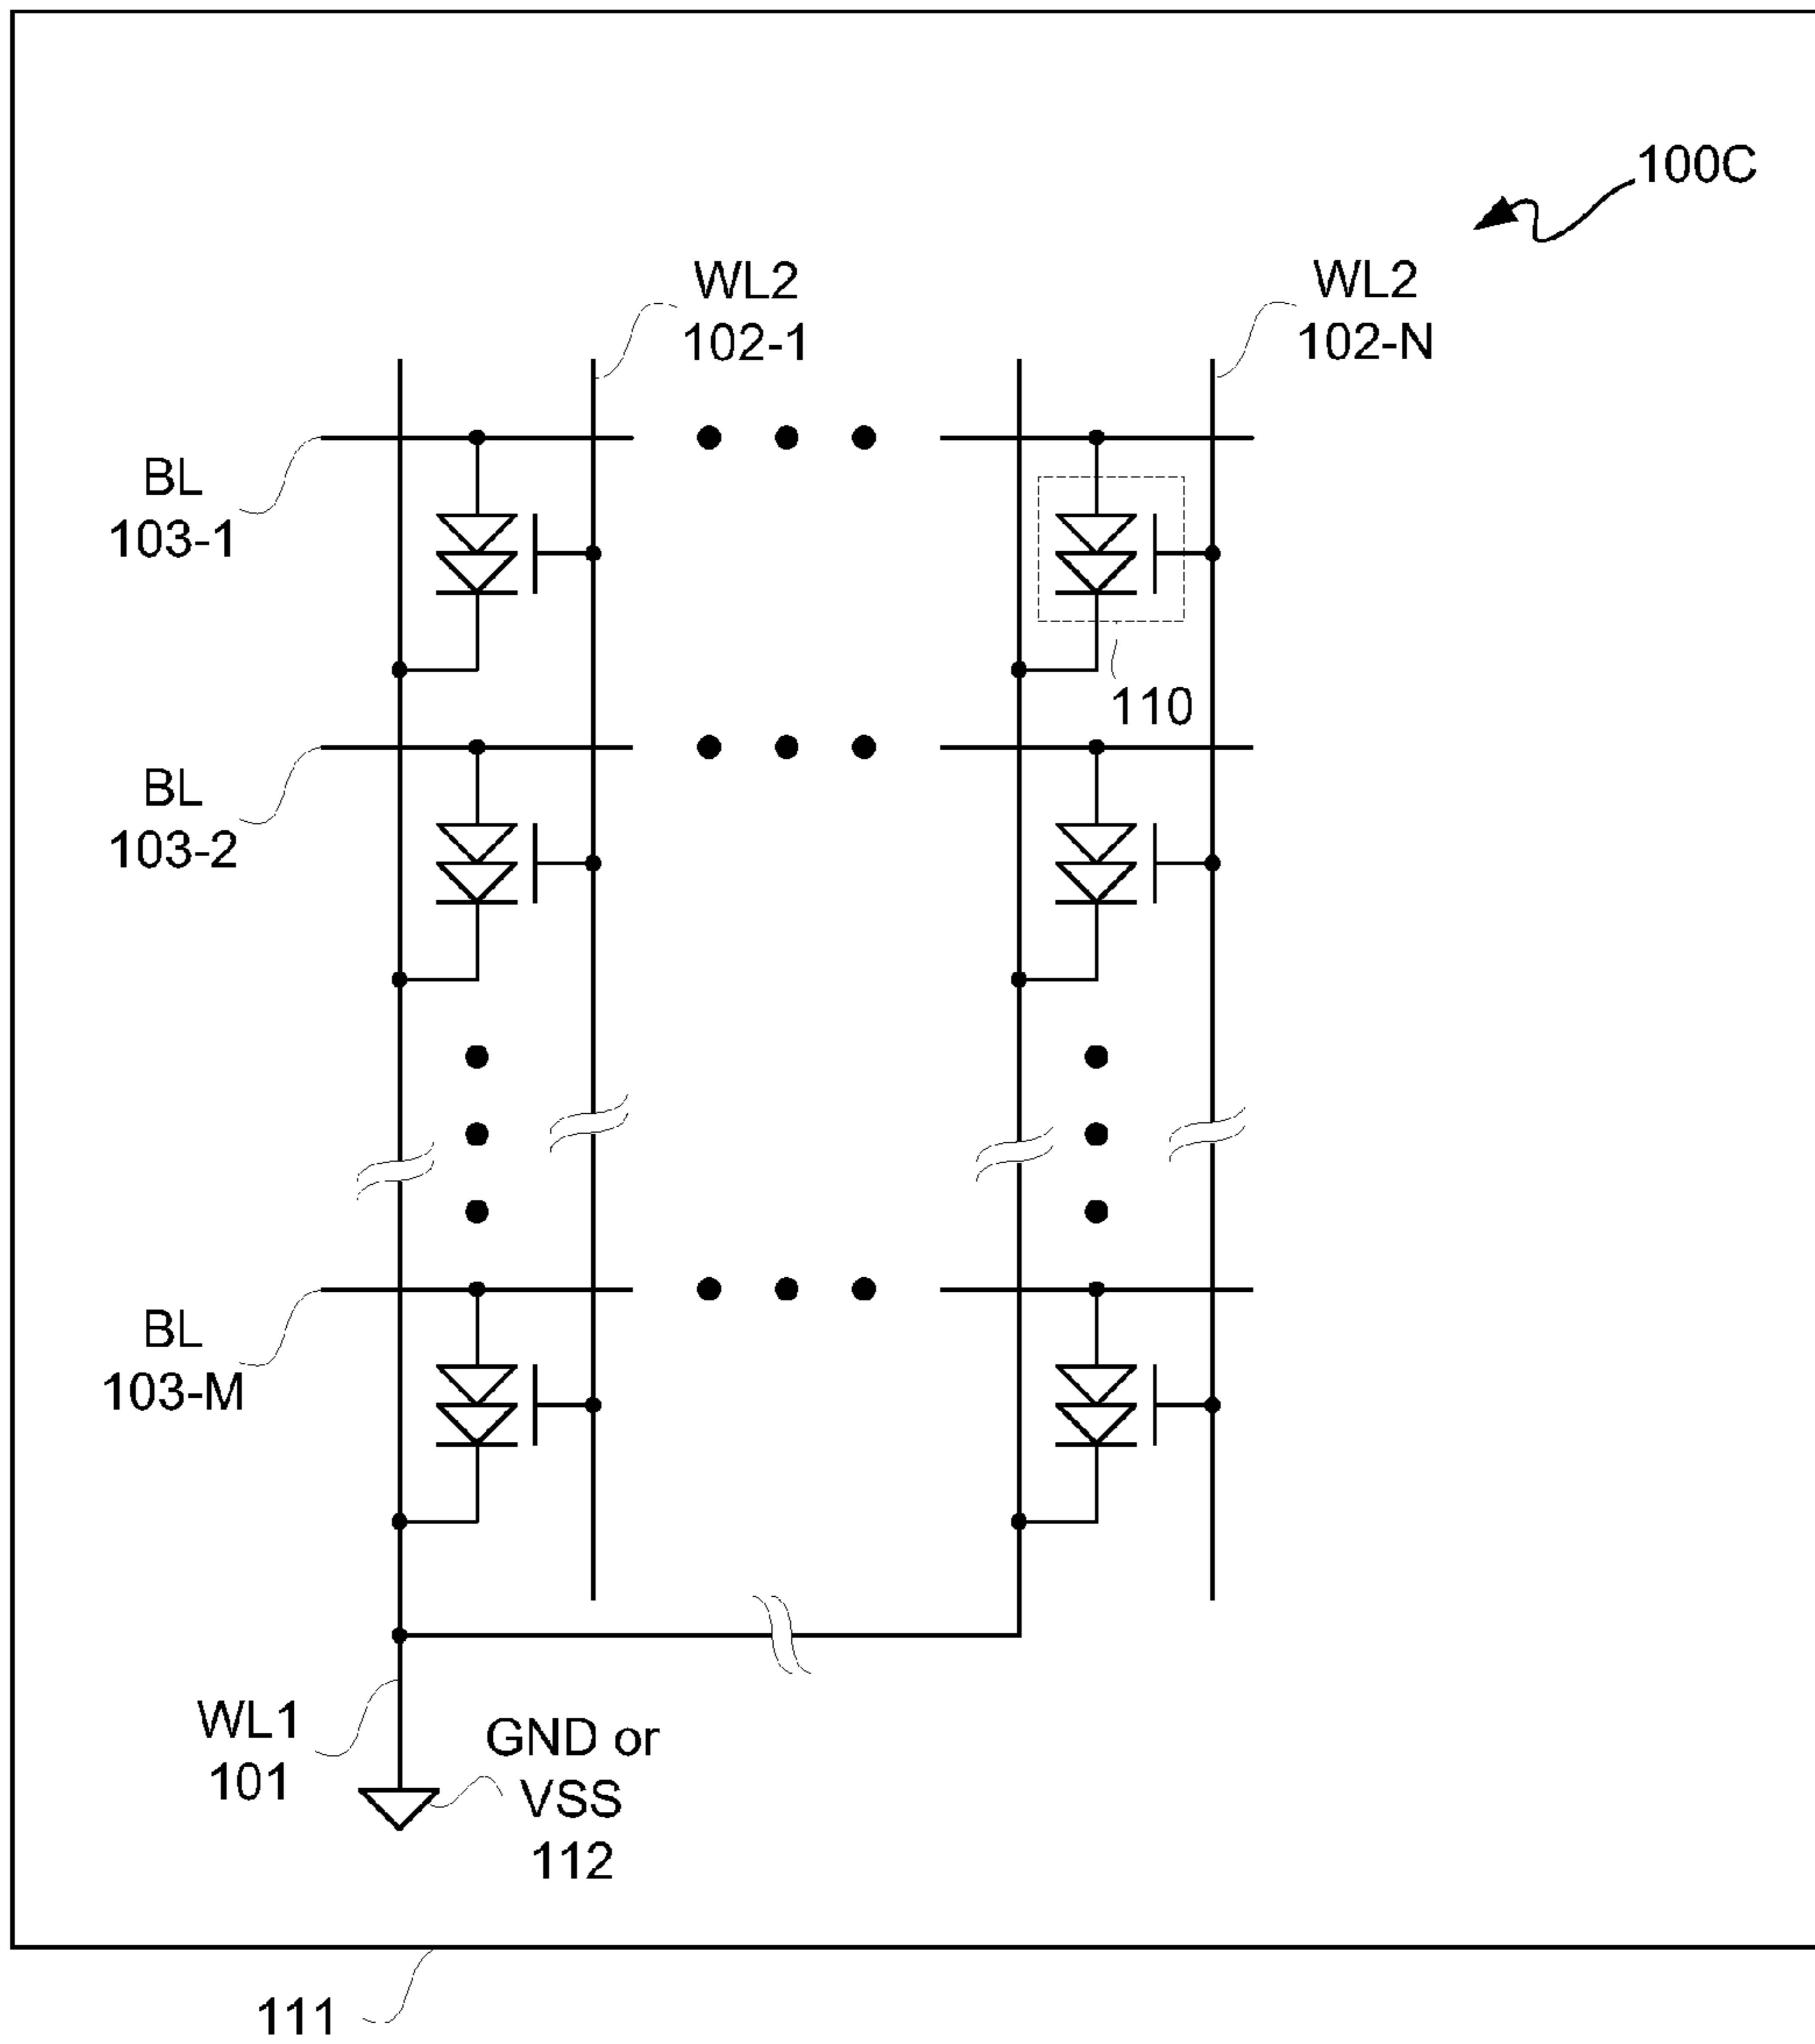 100C
WL2
102-1
WL2
102-N
BL
103-1
110
BL
103-2
BL
103-M
WL1
101
GND or
VSS
112
111